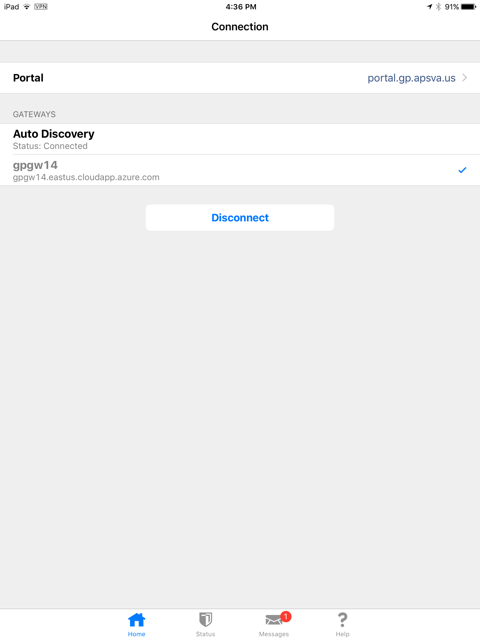 iPad VPN 4:36 PM 91%
Connection
Portal portal.gp.apsva.us
GATEWAYS
Auto Discovery
Status: Connected
gpgw14
gpgw14.eastus.cloudapp.azure.com
Disconnect
1
Home Status Messages Help